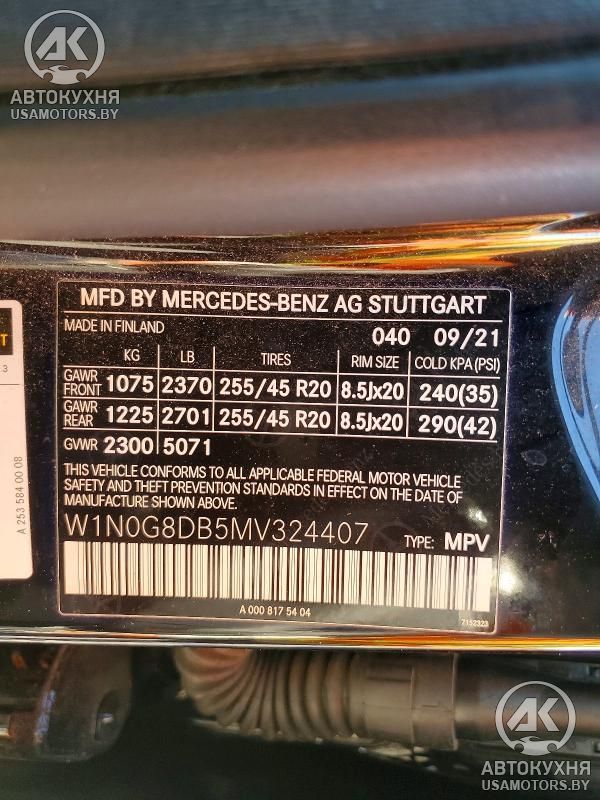 AK
АВТОКУХНЯ
USAMOTORS.BY
MFD BY MERCEDES-BENZ AG STUTTGART
MADE IN FINLAND 040 09/21
KG LB TIRES RIM SIZE COLD KPA (PSI)
GAWR FRONT 1075 2370 255/45 R20 8.5Jx20 240(35)
GAWR REAR 1225 2701 255/45 R20 8.5Jx20 290(42)
GVWR 2300 5071
THIS VEHICLE CONFORMS TO ALL APPLICABLE FEDERAL MOTOR VEHICLE
SAFETY AND THEFT PREVENTION STANDARDS IN EFFECT ON THE DATE OF
MANUFACTURE SHOWN ABOVE.
W1N0G8DB5MV324407 TYPE: MPV
A 000 817 54 04
7152323
A 253 584 00 08
AK
АВТОКУХНЯ
USAMOTORS.BY